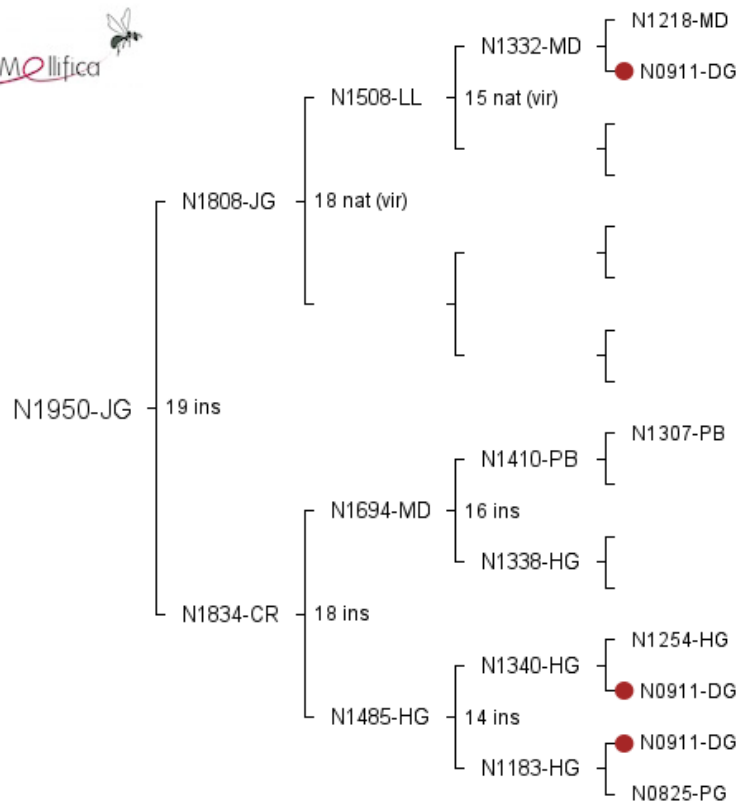 Mellifica
N1218-MD
N1332-MD
N0911-DG
N1508-LL
15 nat (vir)
N1808-JG
18 nat (vir)
N1950-JG
19 ins
N1307-PB
N1410-PB
N1694-MD
16 ins
N1338-HG
N1834-CR
18 ins
N1254-HG
N1340-HG
N0911-DG
N1485-HG
14 ins
N0911-DG
N1183-HG
N0825-PG